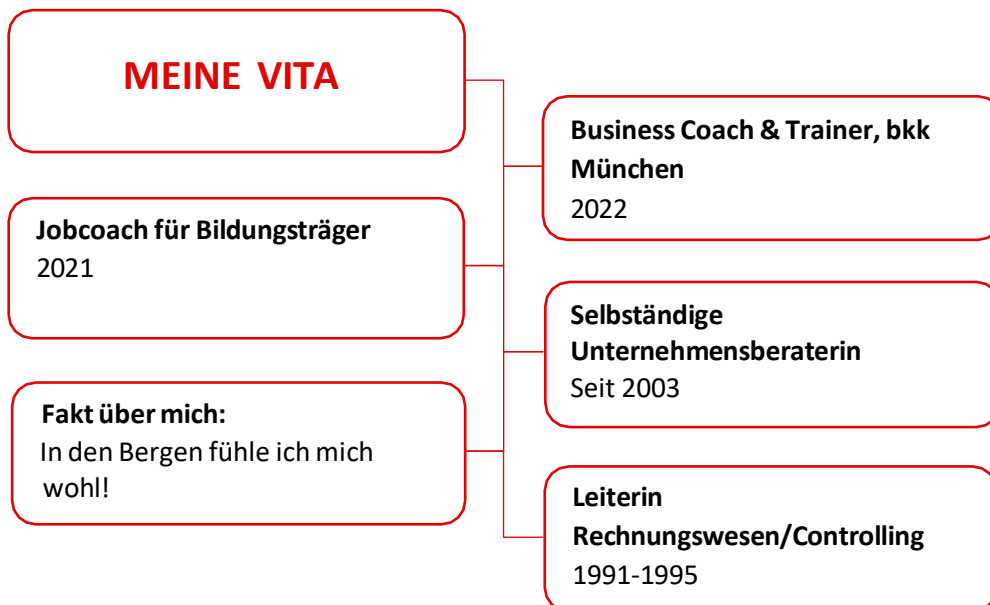 MEINE VITA
Business Coach & Trainer, bkk
München
2022
Jobcoach für Bildungsträger
2021
Selbständige
Unternehmensberaterin
Seit 2003
Fakt über mich:
In den Bergen fühle ich mich
wohl!
Leiterin
Rechnungswesen/Controlling
1991-1995